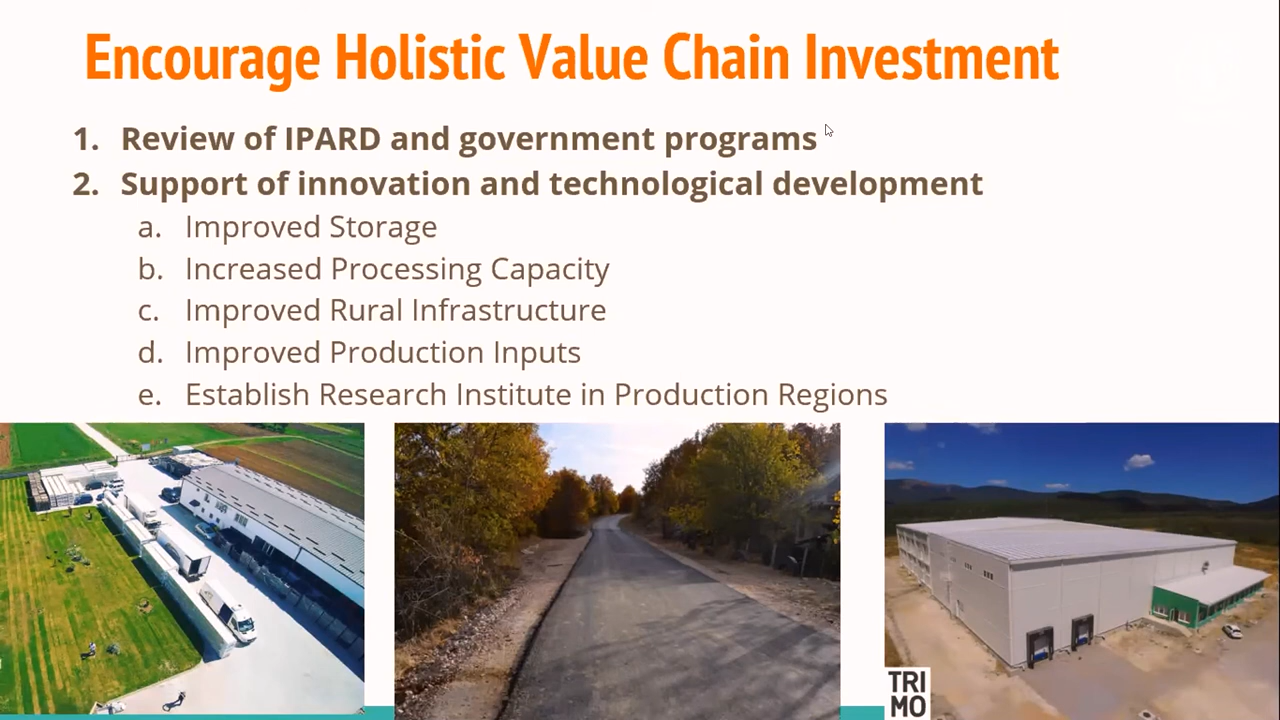 Encourage Holistic Value Chain Investment
1. Review of IPARD and government programs
2. Support of innovation and technological development
a. Improved Storage
b. Increased Processing Capacity
c. Improved Rural Infrastructure
d. Improved Production Inputs
e. Establish Research Institute in Production Regions
TRI
MO